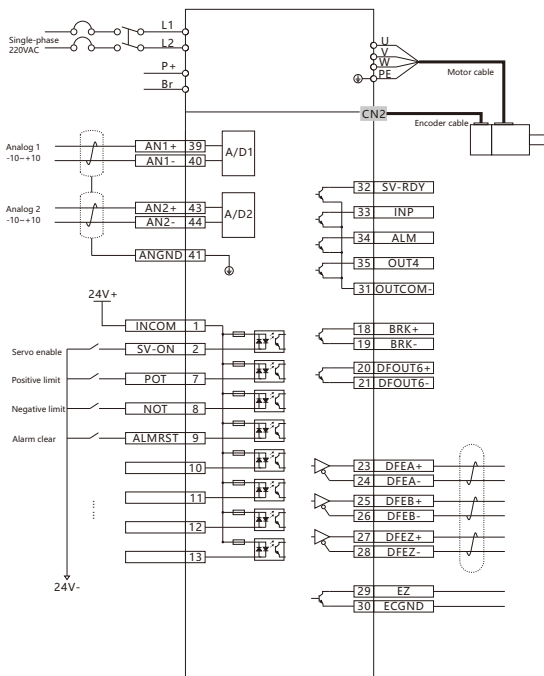 L1
Single-phase
220VAC
L2
P+
Br
U
V
W
PE
Motor cable
CN2
Encoder cable
Analog 1
-10~+10
AN1+ 39
AN1- 40
A/D1
Analog 2
-10~+10
AN2+ 43
AN2- 44
A/D2
ANGND 41
32 SV-RDY
33 INP
34 ALM
35 OUT4
31 OUTCOM-
24V+
INCOM 1
Servo enable
SV-ON 2
Positive limit
POT 7
Negative limit
NOT 8
Alarm clear
ALMRST 9
10
11
12
13
24V-
18 BRK+
19 BRK-
20 DFOUT6+
21 DFOUT6-
23 DFEA+
24 DFEA-
25 DFEB+
26 DFEB-
27 DFEZ+
28 DFEZ-
29 EZ
30 ECGND